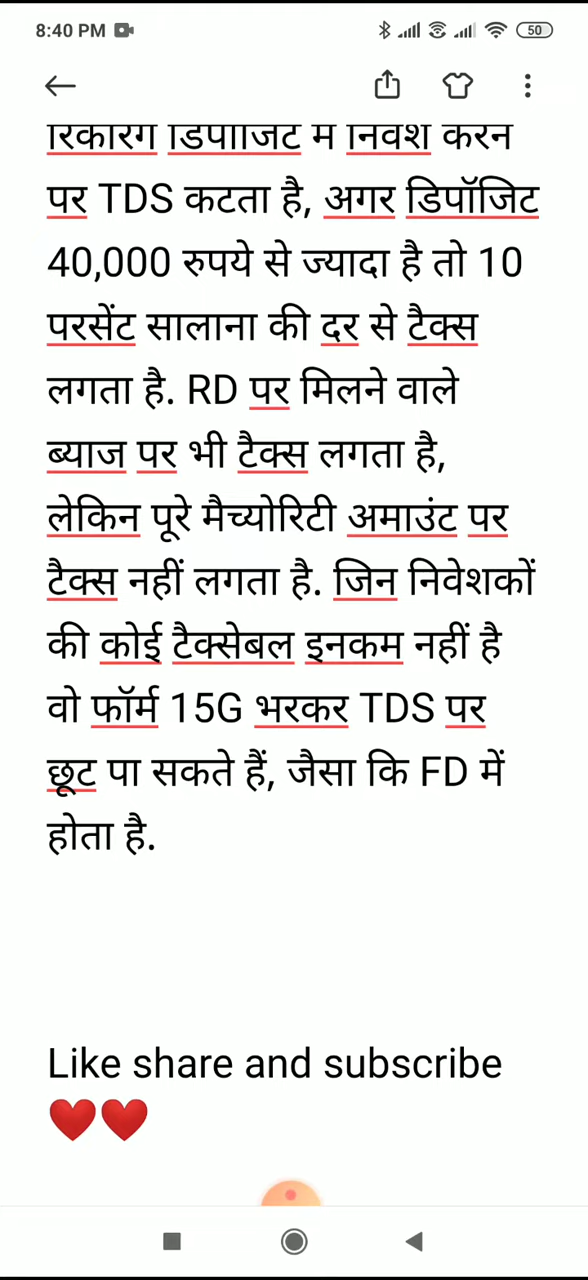 8:40 PM
50
रिकरिंग डिपॉजिट में निवेश करने
पर TDS कटता है, अगर डिपॉजिट
40,000 रुपये से ज्यादा है तो 10
परसेंट सालाना की दर से टैक्स
लगता है. RD पर मिलने वाले
ब्याज पर भी टैक्स लगता है,
लेकिन पूरे मैच्योरिटी अमाउंट पर
टैक्स नहीं लगता है. जिन निवेशकों
की कोई टैक्सेबल इनकम नहीं है
वो फॉर्म 15G भरकर TDS पर
छूट पा सकते हैं, जैसा कि FD में
होता है.
Like share and subscribe
❤️❤️